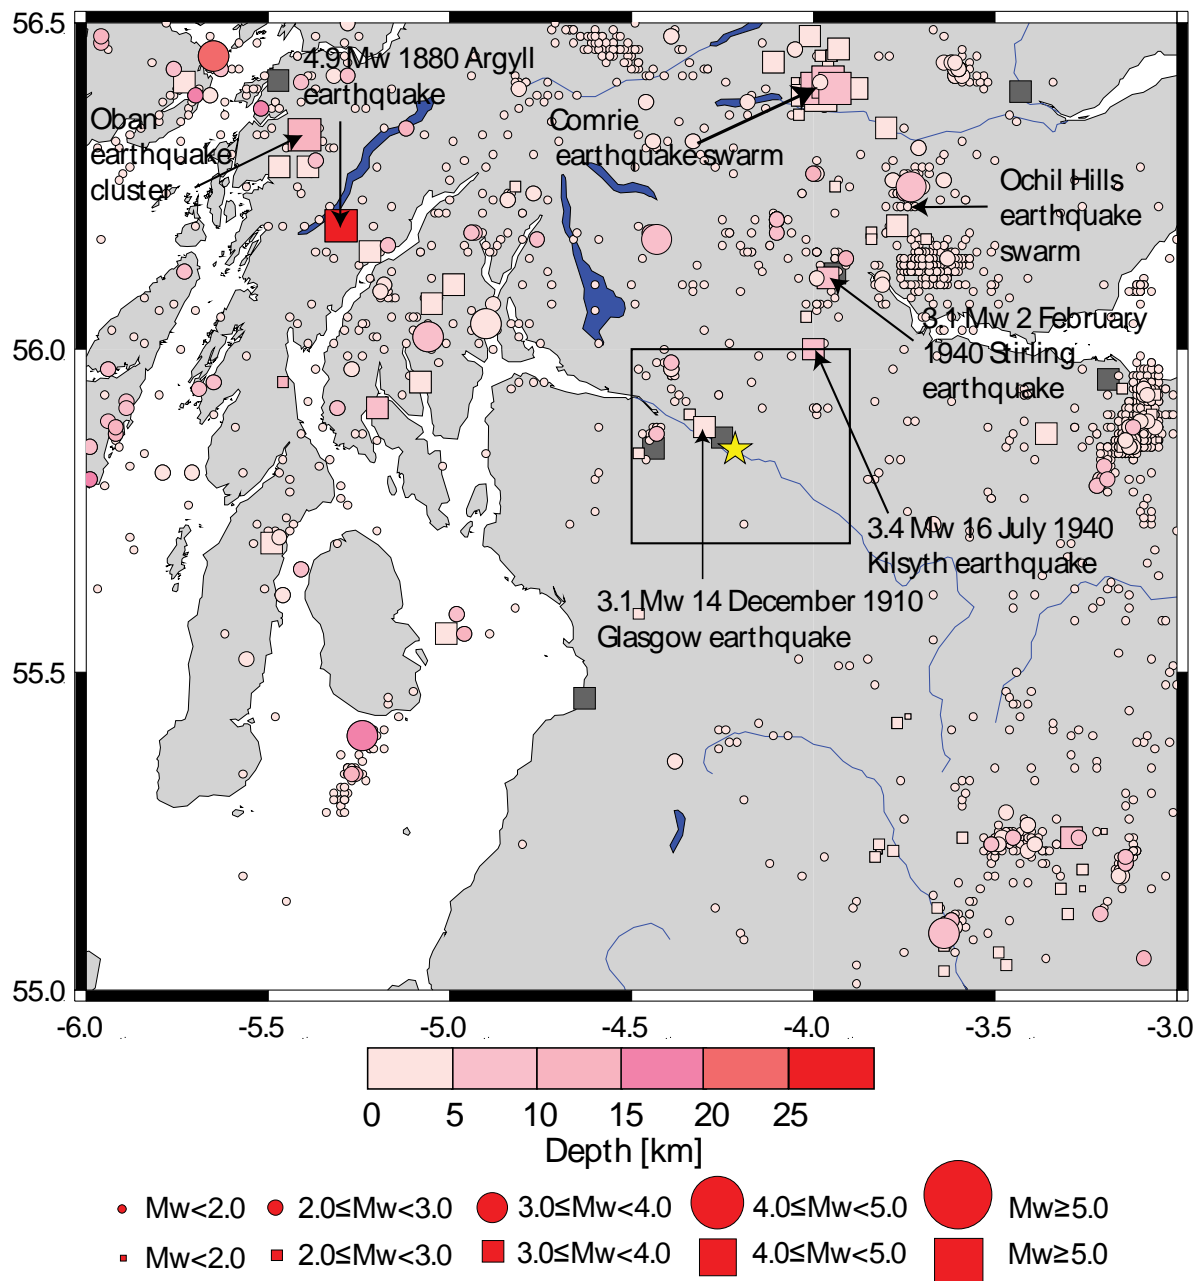 56.5
4.9 Mw 1880 Argyll
earthquake
Oban
earthquake
cluster
Comrie
earthquake swarm
Ochil Hills
earthquake
swarm
3.1 Mw 2 February
1940 Stirling
earthquake
56.0
3.4 Mw 16 July 1940
Kilsyth earthquake
3.1 Mw 14 December 1910
Glasgow earthquake
55.5
55.0
-6.0 -5.5 -5.0 -4.5 -4.0 -3.5 -3.0
0 5 10 15 20 25
Depth [km]
Mw<2.0 2.0≤Mw<3.0 3.0≤Mw<4.0 4.0≤Mw<5.0 Mw≥5.0
Mw<2.0 2.0≤Mw<3.0 3.0≤Mw<4.0 4.0≤Mw<5.0 Mw≥5.0